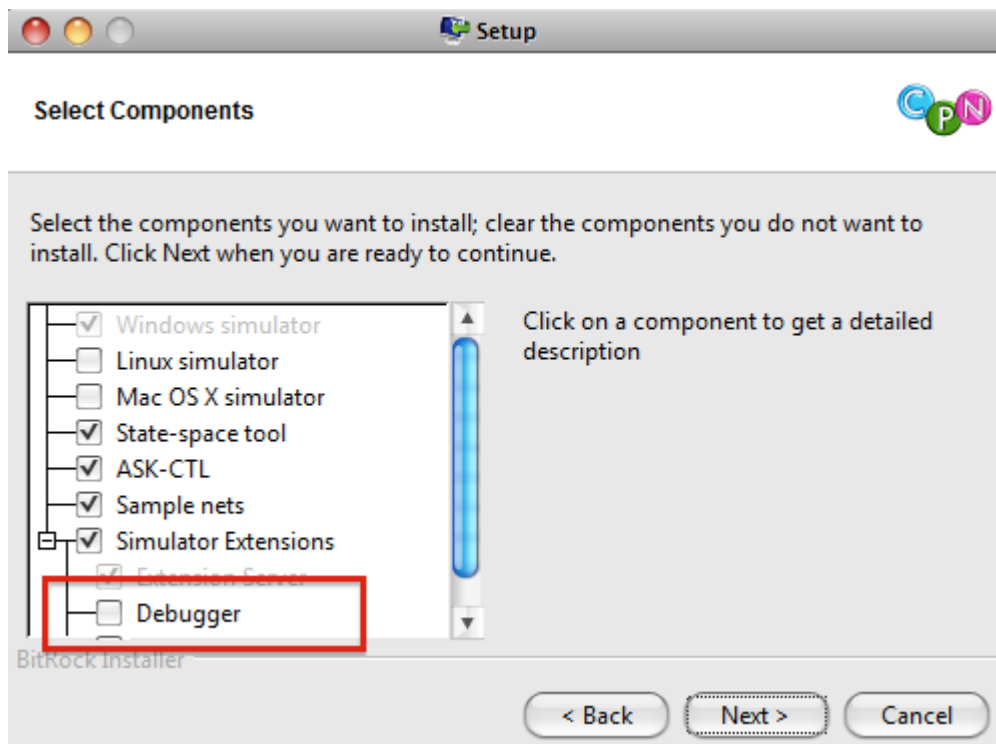 Setup
Select Components
CPN
Select the components you want to install; clear the components you do not want to
install. Click Next when you are ready to continue.
Windows simulator
Click on a component to get a detailed
description
Linux simulator
Mac OS X simulator
State-space tool
ASK-CTL
Sample nets
Simulator Extensions
Extension Server
Debugger
BitRock Installer
< Back
Next >
Cancel